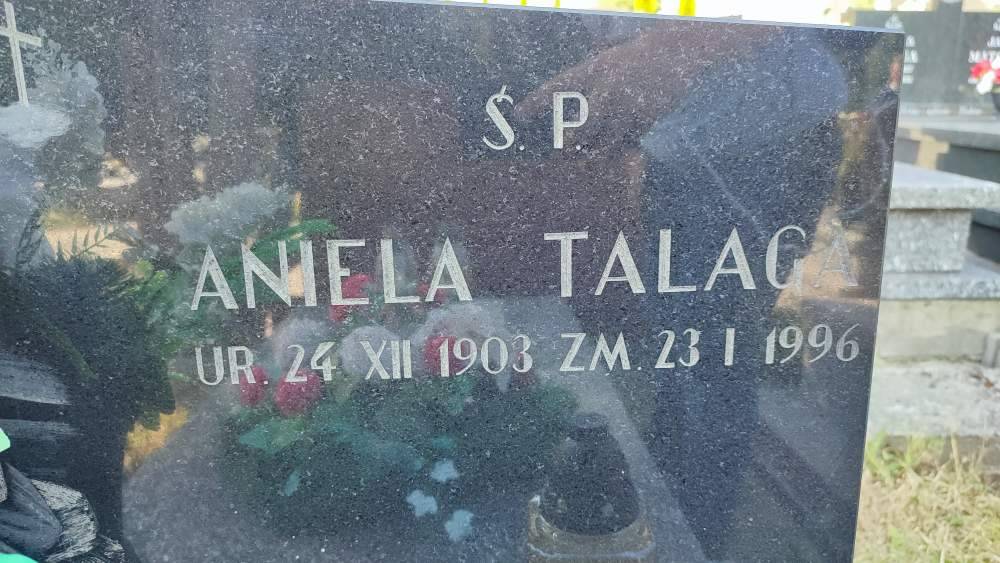 Ś. P.
ANIELA TALAGA
UR. 24 XII 1903 ZM. 23 I 1996